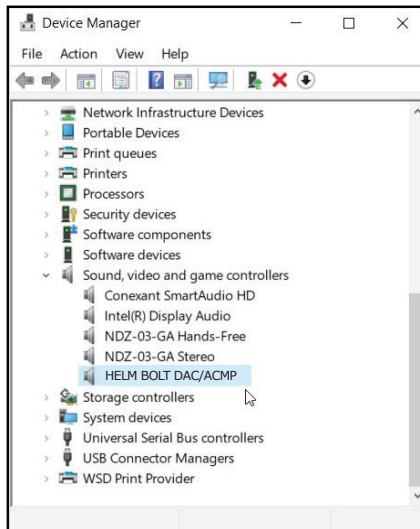 Device Manager
File Action View Help
Network Infrastructure Devices
Portable Devices
Print queues
Printers
Processors
Security devices
Software components
Software devices
Sound, video and game controllers
Conexant SmartAudio HD
Intel(R) Display Audio
NDZ-03-GA Hands-Free
NDZ-03-GA Stereo
HELM BOLT DAC/ACMP
Storage controllers
System devices
Universal Serial Bus controllers
USB Connector Managers
WSD Print Provider